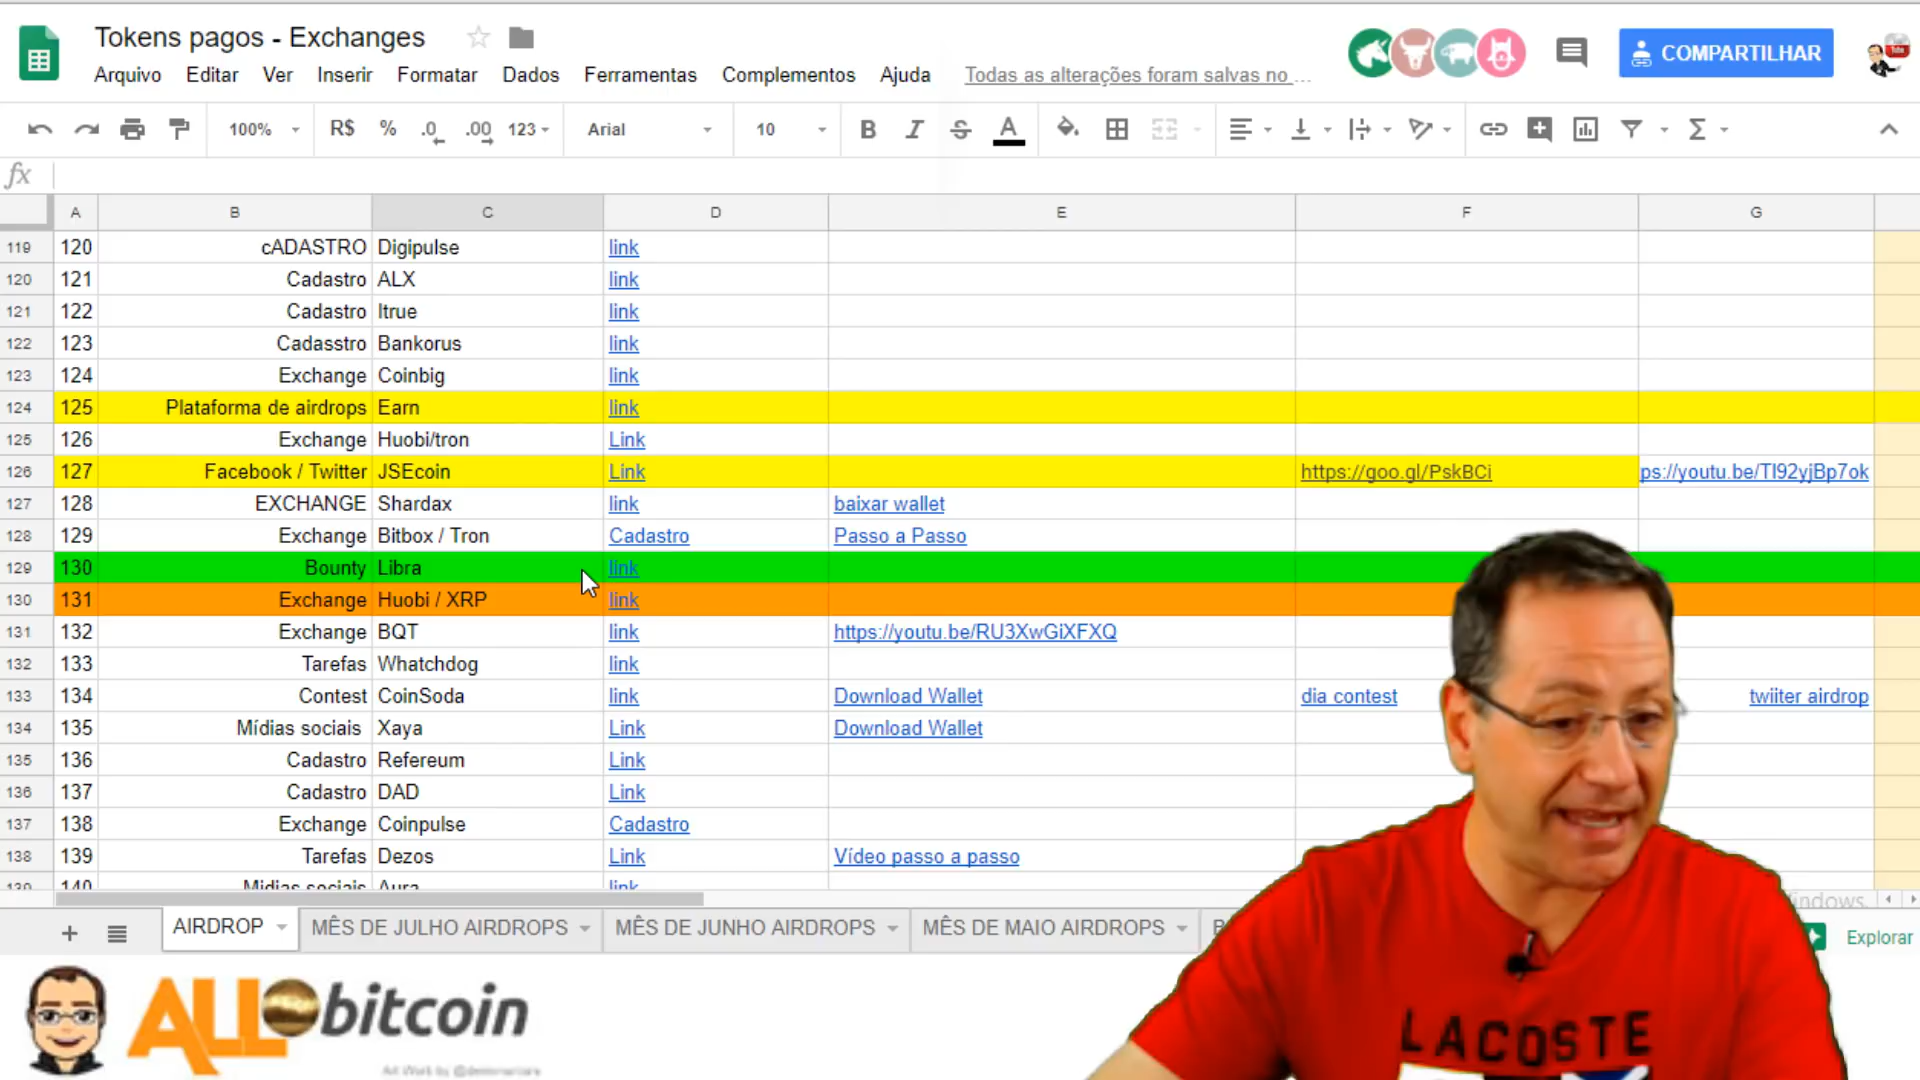 Tokens pagos - Exchanges
Arquivo Editar Ver Inserir Formatar Dados Ferramentas Complementos Ajuda Todas as alterações foram salvas no ...
COMPARTILHAR
100% R$ % .0 .00 123 Arial 10 B I S A Σ
fx
A B C D E F G
119 120 cADASTRO Digipulse link
120 121 Cadastro ALX link
121 122 Cadastro Itrue link
122 123 Cadasstro Bankorus link
123 124 Exchange Coinbig link
124 125 Plataforma de airdrops Earn link
125 126 Exchange Huobi/tron Link
126 127 Facebook / Twitter JSEcoin Link https://goo.gl/PskBCi ps://youtu.be/TI92yjBp7ok
127 128 EXCHANGE Shardax link baixar wallet
128 129 Exchange Bitbox / Tron Cadastro Passo a Passo
129 130 Bounty Libra link
130 131 Exchange Huobi / XRP link
131 132 Exchange BQT link https://youtu.be/RU3XwGiXFXQ
132 133 Tarefas Whatchdog link
133 134 Contest CoinSoda link Download Wallet dia contest twiiter airdrop
134 135 Mídias sociais Xaya Link Download Wallet
135 136 Cadastro Refereum Link
136 137 Cadastro DAD Link
137 138 Exchange Coinpulse Cadastro
138 139 Tarefas Dezos Link Vídeo passo a passo
139 140 Midias sociais Aura link
indows.
AIRDROP MÊS DE JULHO AIRDROPS MÊS DE JUNHO AIRDROPS MÊS DE MAIO AIRDROPS
Explorar
ALLObitcoin
LACOSTE